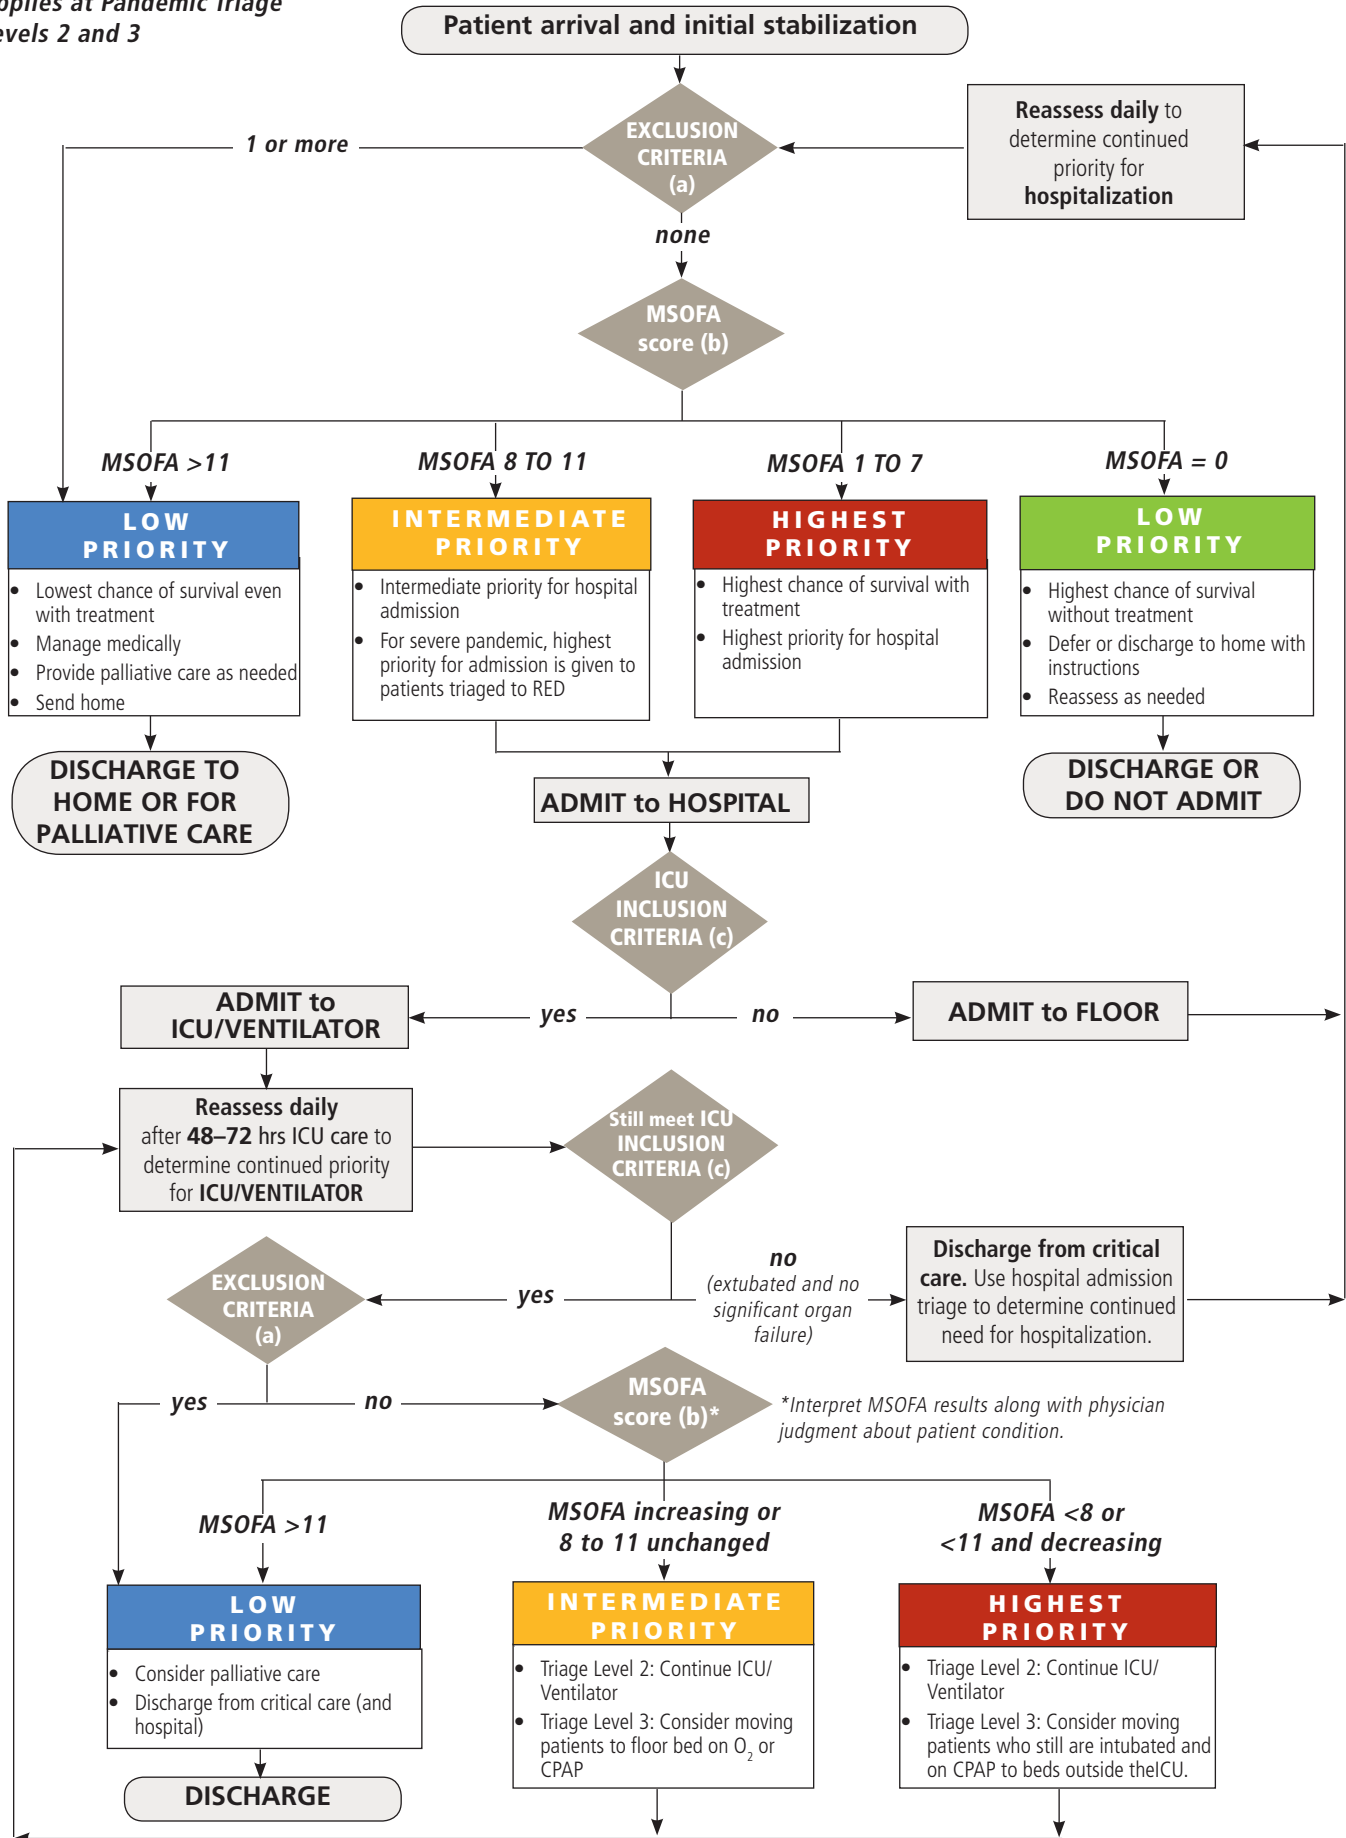 pplies at Pandemic Triage
evels 2 and 3
Patient arrival and initial stabilization
EXCLUSION
CRITERIA
(a)
Reassess daily to
determine continued
priority for
hospitalization
1 or more
none
MSOFA
score (b)
MSOFA >11
MSOFA 8 TO 11
MSOFA 1 TO 7
MSOFA = 0
LOW
PRIORITY
• Lowest chance of survival even
with treatment
• Manage medically
• Provide palliative care as needed
• Send home
INTERMEDIATE
PRIORITY
• Intermediate priority for hospital
admission
• For severe pandemic, highest
priority for admission is given to
patients triaged to RED
HIGHEST
PRIORITY
• Highest chance of survival with
treatment
• Highest priority for hospital
admission
LOW
PRIORITY
• Highest chance of survival
without treatment
• Defer or discharge to home with
instructions
• Reassess as needed
DISCHARGE TO
HOME OR FOR
PALLIATIVE CARE
ADMIT to HOSPITAL
DISCHARGE OR
DO NOT ADMIT
ICU
INCLUSION
CRITERIA (c)
ADMIT to
ICU/VENTILATOR
yes
no
ADMIT to FLOOR
Reassess daily
after 48–72 hrs ICU care to
determine continued priority
for ICU/VENTILATOR
Still meet ICU
INCLUSION
CRITERIA (c)
EXCLUSION
CRITERIA
(a)
yes
no
(extubated and no
significant organ
failure)
Discharge from critical
care. Use hospital admission
triage to determine continued
need for hospitalization.
yes
no
MSOFA
score (b)*
*Interpret MSOFA results along with physician
judgment about patient condition.
MSOFA >11
MSOFA increasing or
8 to 11 unchanged
MSOFA <8 or
<11 and decreasing
LOW
PRIORITY
• Consider palliative care
• Discharge from critical care (and
hospital)
INTERMEDIATE
PRIORITY
• Triage Level 2: Continue ICU/
Ventilator
• Triage Level 3: Consider moving
patients to floor bed on O2 or
CPAP
HIGHEST
PRIORITY
• Triage Level 2: Continue ICU/
Ventilator
• Triage Level 3: Consider moving
patients who still are intubated and
on CPAP to beds outside theICU.
DISCHARGE